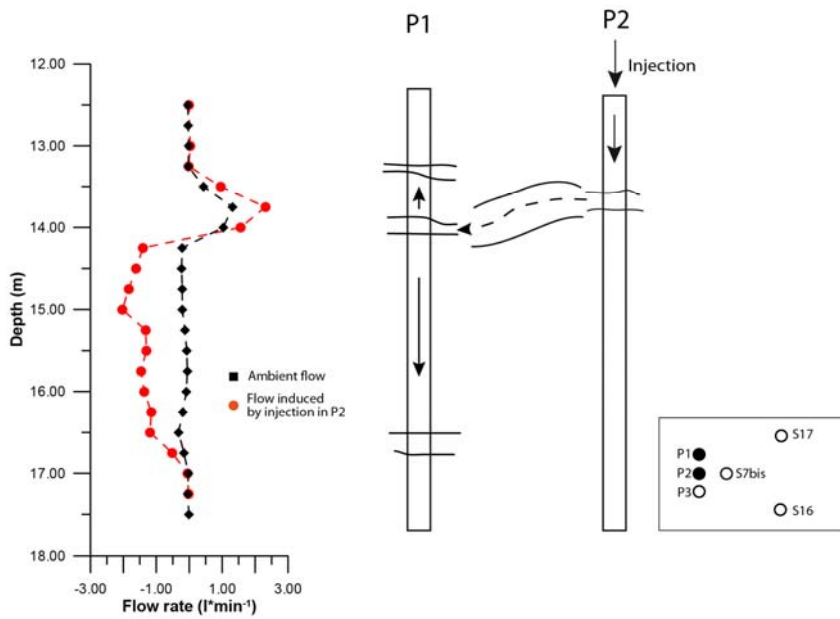 P1
P2
Injection
12.00
13.00
14.00
15.00
16.00
17.00
18.00
Depth (m)
-3.00
-1.00
1.00
3.00
Flow rate (l*min⁻¹)
Ambient flow
Flow induced
by injection in P2
S17
P1
P2
S7bis
P3
S16